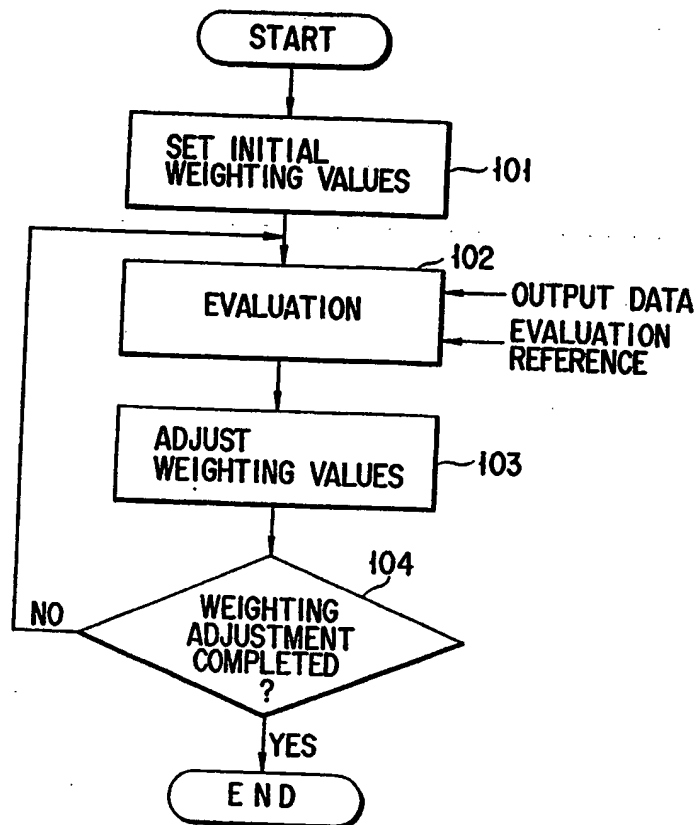 START
SET INITIAL
WEIGHTING VALUES
101
102
EVALUATION
OUTPUT DATA
EVALUATION
REFERENCE
ADJUST
WEIGHTING VALUES
103
104
NO
WEIGHTING
ADJUSTMENT
COMPLETED
?
YES
END